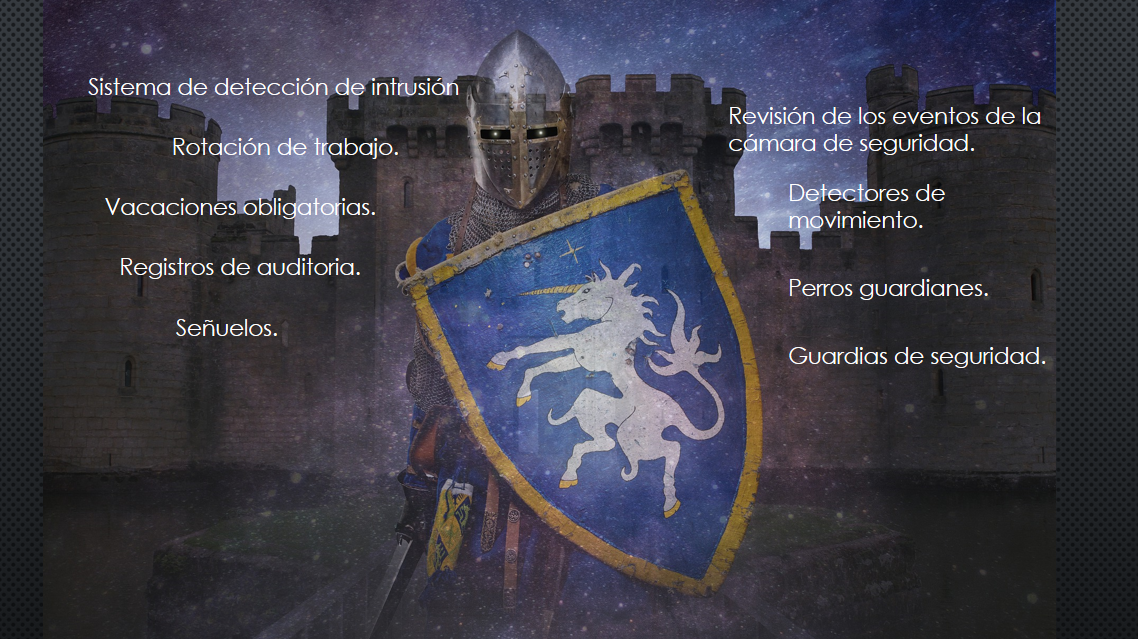 Sistema de detección de intrusión
Rotación de trabajo.
Vacaciones obligatorias.
Registros de auditoria.
Señuelos.
Revisión de los eventos de la
cámara de seguridad.
Detectores de
movimiento.
Perros guardianes.
Guardias de seguridad.